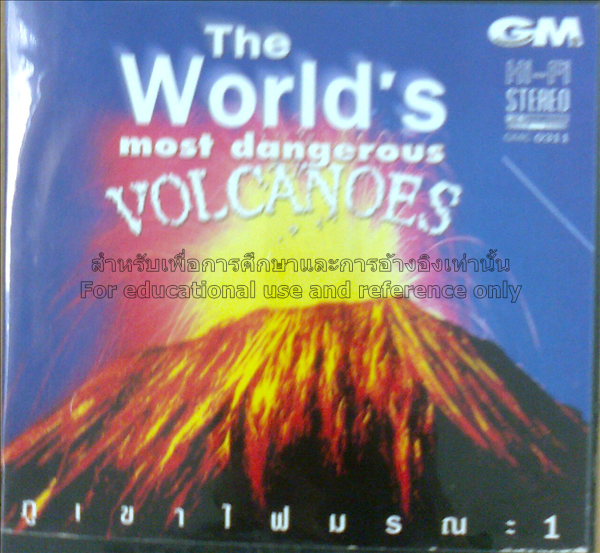 The
World's
most dangerous
VOLCANOES
GM
HI-FI
STEREO
สำหรับเพื่อการศึกษาและการอ้างอิงเท่านั้น
For educational use and reference only
ภูเขาไฟมรณะ 1